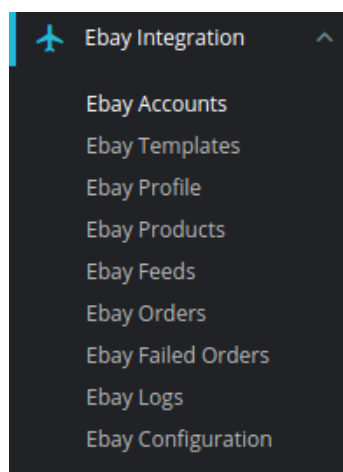 Ebay Integration
Ebay Accounts
Ebay Templates
Ebay Profile
Ebay Products
Ebay Feeds
Ebay Orders
Ebay Failed Orders
Ebay Logs
Ebay Configuration